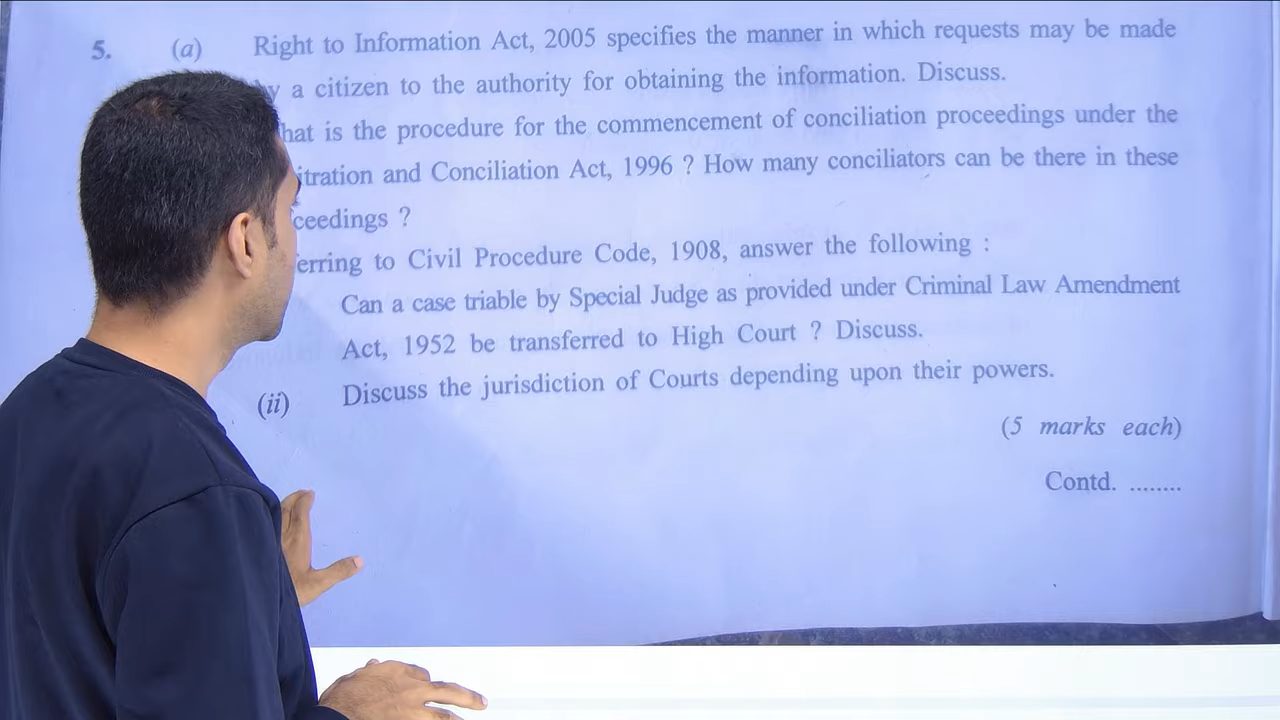 5. (a) Right to Information Act, 2005 specifies the manner in which requests may be made
a citizen to the authority for obtaining the information. Discuss.
is the procedure for the commencement of conciliation proceedings under the
and Conciliation Act, 1996 ? How many conciliators can be there in these
?
to Civil Procedure Code, 1908, answer the following :
Can a case triable by Special Judge as provided under Criminal Law Amendment
Act, 1952 be transferred to High Court ? Discuss.
(ii) Discuss the jurisdiction of Courts depending upon their powers.
(5 marks each)
Contd. ........